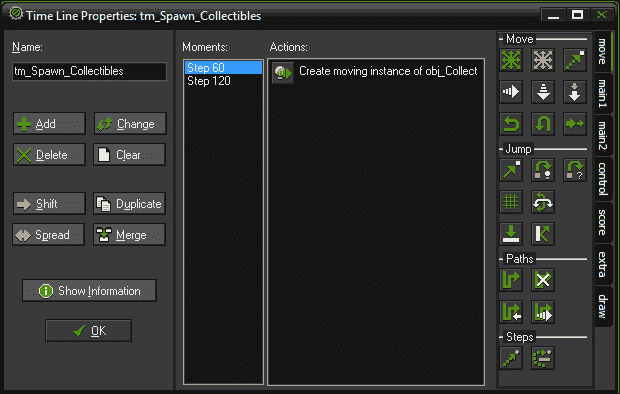 Time Line Properties: tm_Spawn_Collectibles
Name:
tm_Spawn_Collectibles
Add
Change
Delete
Clear
Shift
Duplicate
Spread
Merge
Show Information
OK
Moments:
Step 60
Step 120
Actions:
Create moving instance of obj_Collect
Move
Jump
?
Paths
Steps
move
main1
main2
control
score
extra
draw